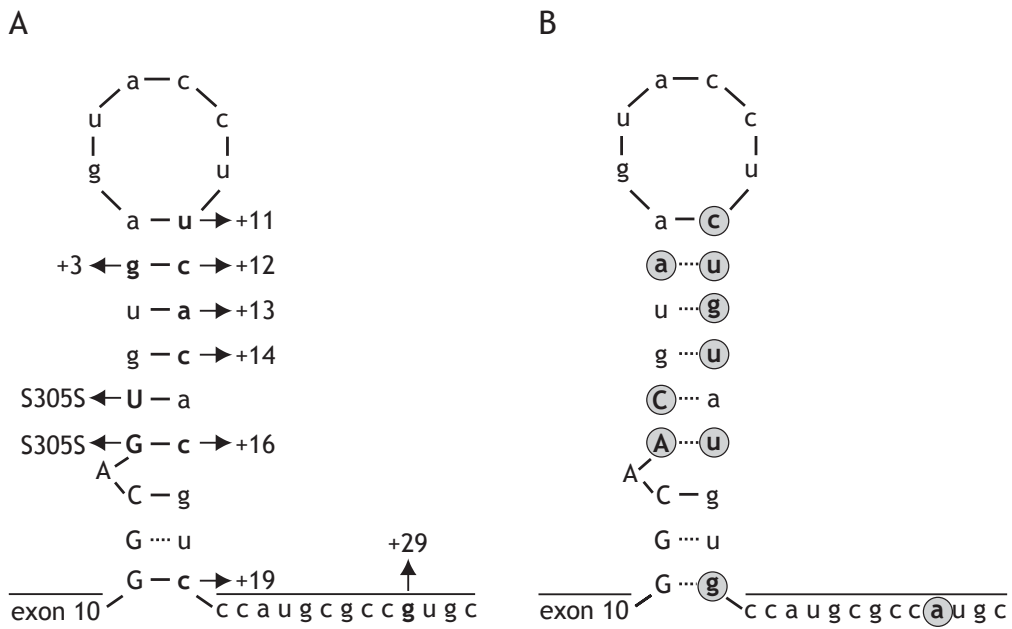 A B
a c a c
u c u c
g u g u
a u +11 a c
+3 g c +12 a u
u a +13 u g
g c +14 g u
S305S U a C a
S305S G c +16 A u
A A
C g C g
G u G u
+29
G c +19 G g
exon 10 c c a u g c g c c g u g c exon 10 c c a u g c g c c a u g c